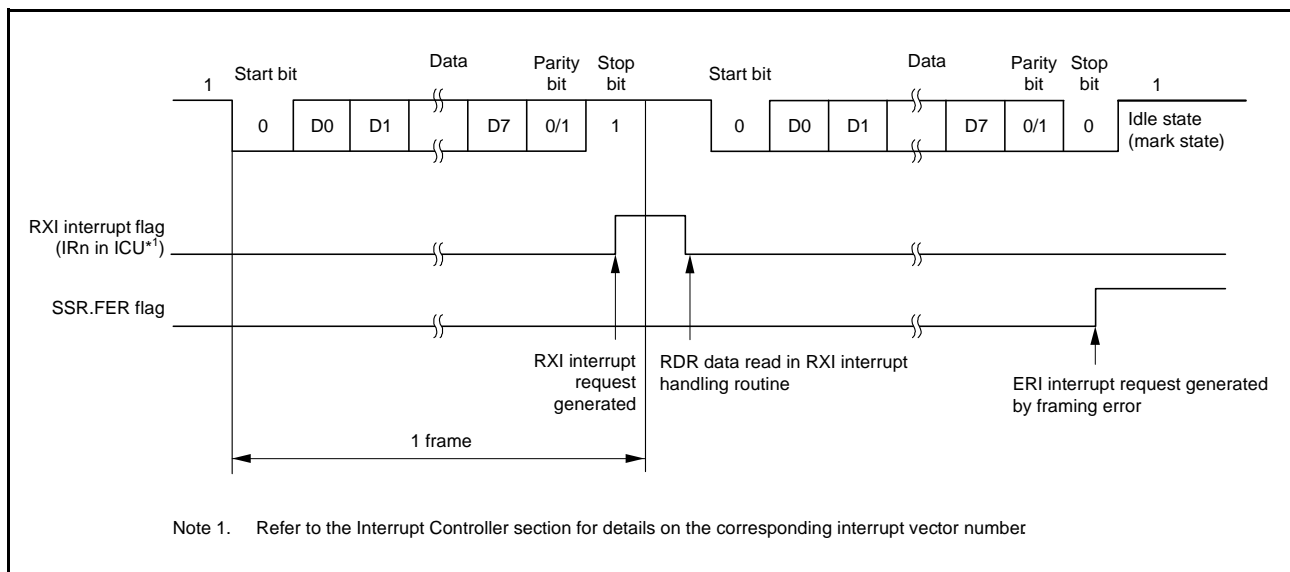 1
Start bit
Data
Parity
bit
Stop
bit
Start bit
Data
Parity
bit
Stop
bit
1
0 D0 D1 D7 0/1 1
0 D0 D1 D7 0/1 0
Idle state
(mark state)
RXI interrupt flag
(IRn in ICU*1)
SSR.FER flag
RXI interrupt
request
generated
RDR data read in RXI interrupt
handling routine
ERI interrupt request generated
by framing error
1 frame
Note 1. Refer to the Interrupt Controller section for details on the corresponding interrupt vector number.